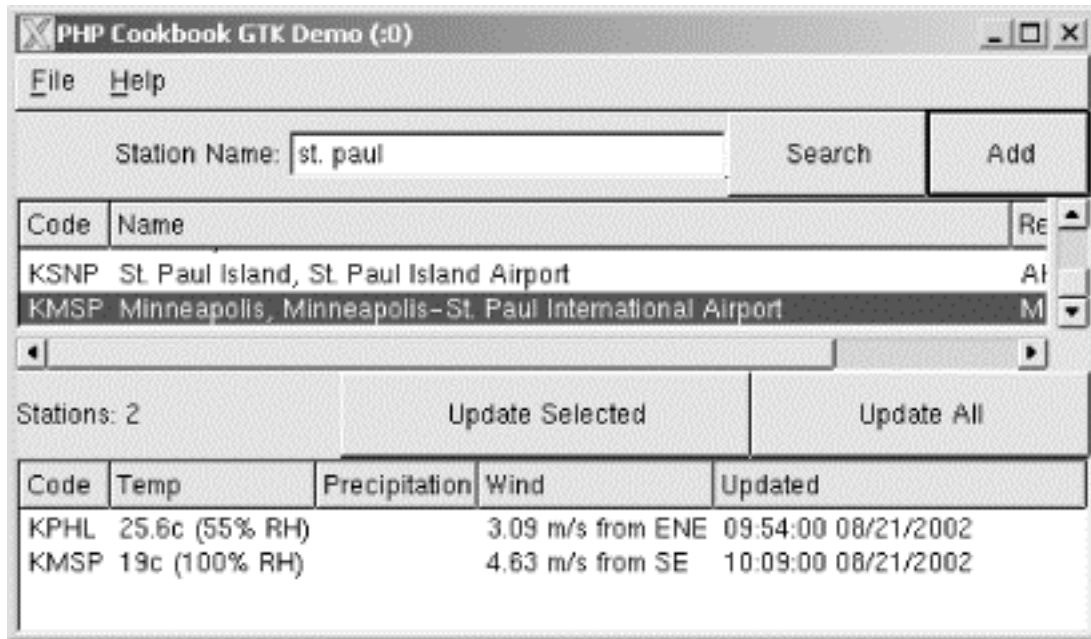 PHP Cookbook GTK Demo (:0)
File Help
Station Name: st. paul Search Add
Code Name Re
KSNP St. Paul Island, St. Paul Island Airport
KMSP Minneapolis, Minneapolis-St. Paul International Airport M
Stations: 2 Update Selected Update All
Code Temp Precipitation Wind Updated
KPHL 25.6c (55% RH) 3.09 m/s from ENE 09:54:00 08/21/2002
KMSP 19c (100% RH) 4.63 m/s from SE 10:09:00 08/21/2002